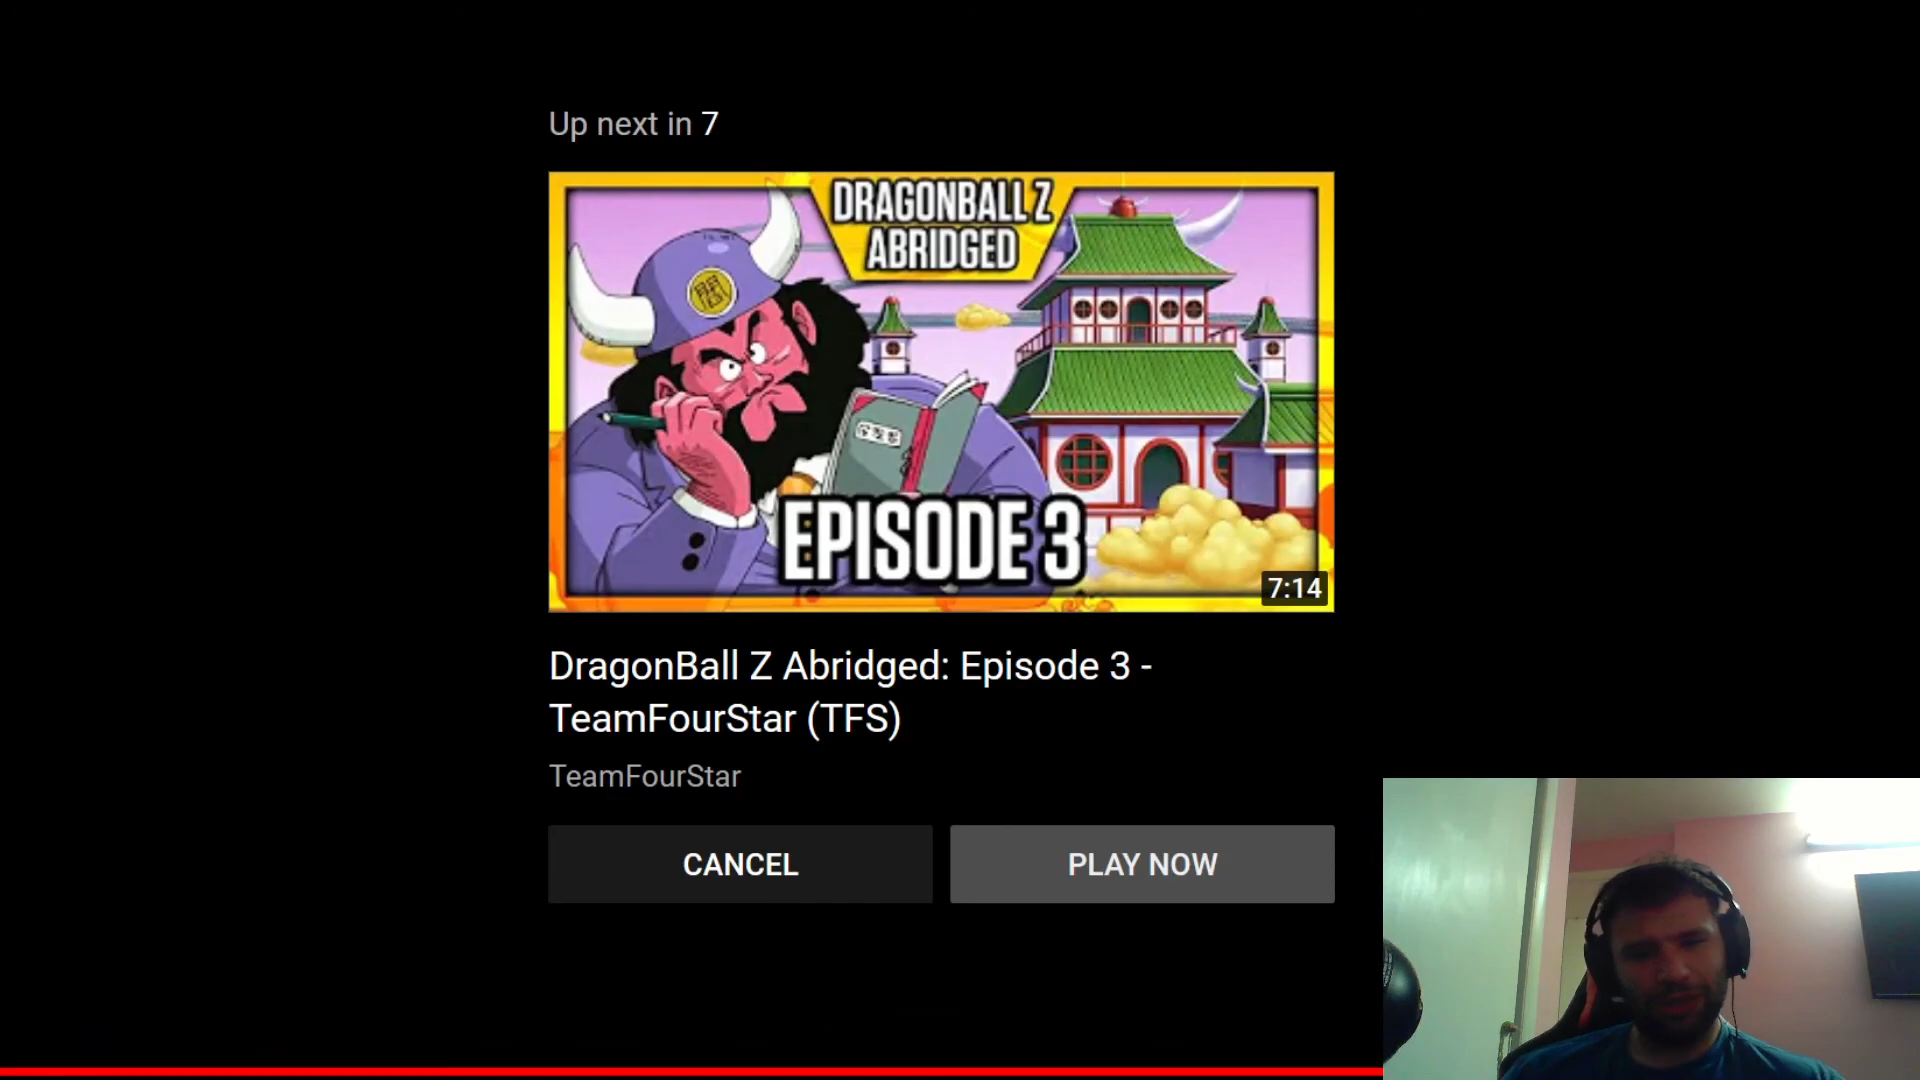 Up next in 7
DRAGONBALL Z
ABRIDGED
EPISODE 3
7:14
DragonBall Z Abridged: Episode 3 -
TeamFourStar (TFS)
TeamFourStar
CANCEL
PLAY NOW